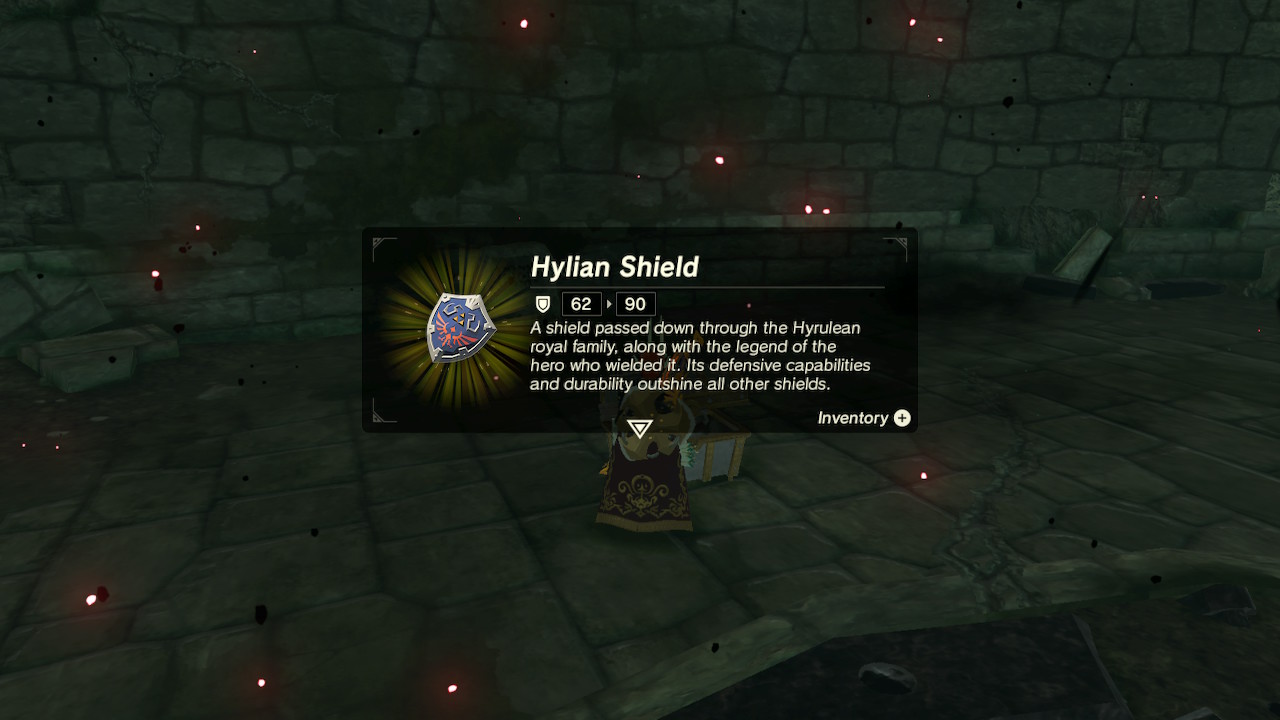 Hylian Shield
62 90
A shield passed down through the Hyrulean
royal family, along with the legend of the
hero who wielded it. Its defensive capabilities
and durability outshine all other shields.
Inventory +